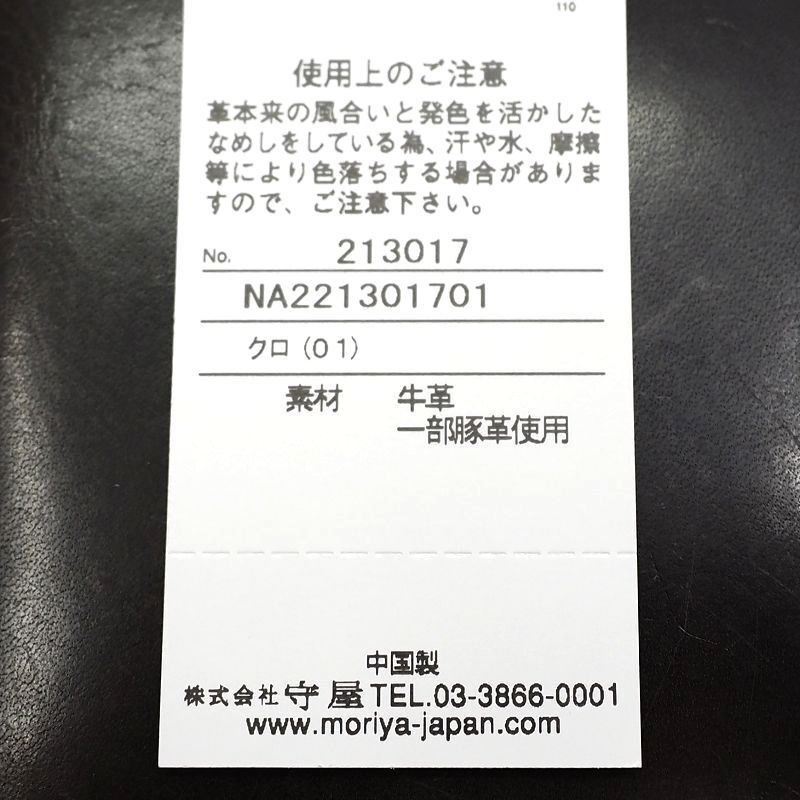 110
使用上のご注意
革本来の風合いと発色を活かした
なめしをしている為、汗や水、摩擦
等により色落ちする場合がありま
すので、ご注意下さい。
No. 213017
NA221301701
クロ (01)
素材 牛革
一部豚革使用
中国製
株式会社 守屋 TEL.03-3866-0001
www.moriya-japan.com